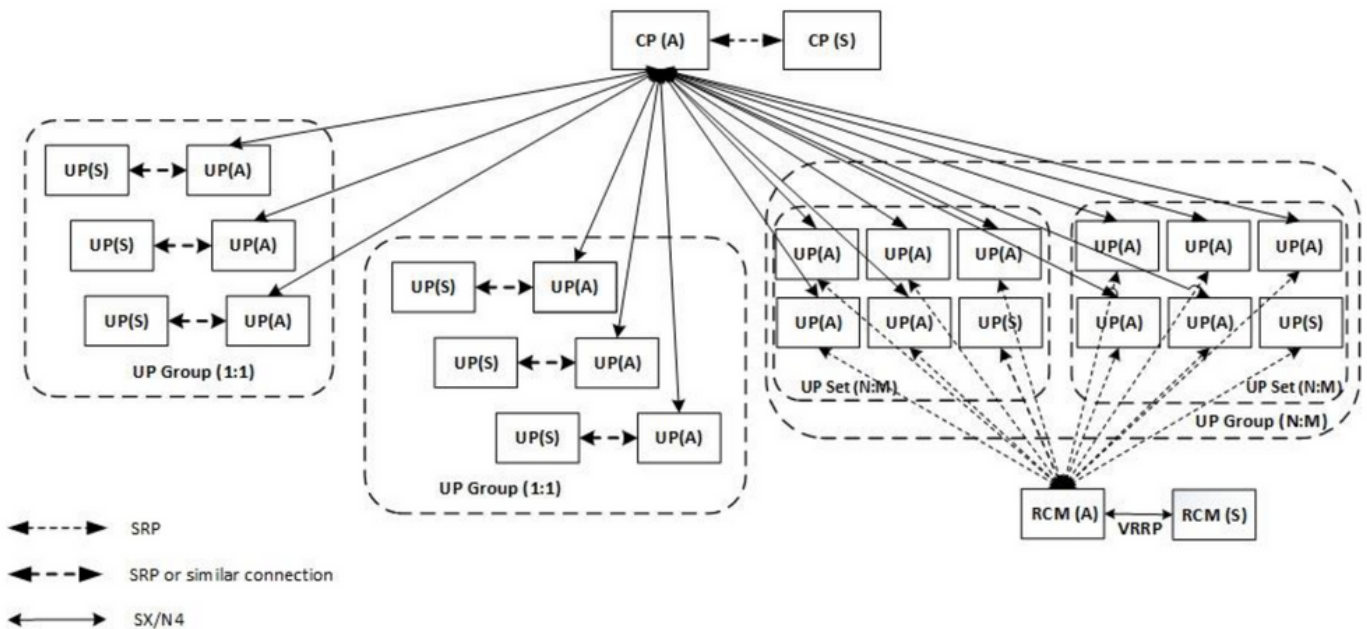 CP (A)
CP (S)
UP(S)
UP(A)
UP(S)
UP(A)
UP(S)
UP(A)
UP Group (1:1)
UP(S)
UP(A)
UP(S)
UP(A)
UP(S)
UP(A)
UP Group (1:1)
UP(A)
UP(A)
UP(A)
UP(A)
UP(A)
UP(S)
UP Set (N:M)
UP(A)
UP(A)
UP(A)
UP(A)
UP(A)
UP(S)
UP Set (N:M)
UP Group (N:M)
RCM (A)
VRRP
RCM (S)
SRP
SRP or similar connection
SX/N4